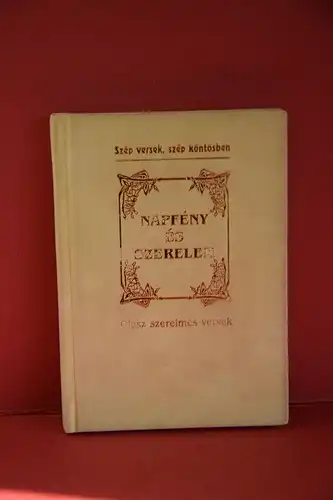 Szép versek, szép köntösben
NAPFÉNY
ÉS
SZERELEM
Olasz szerelmes versek